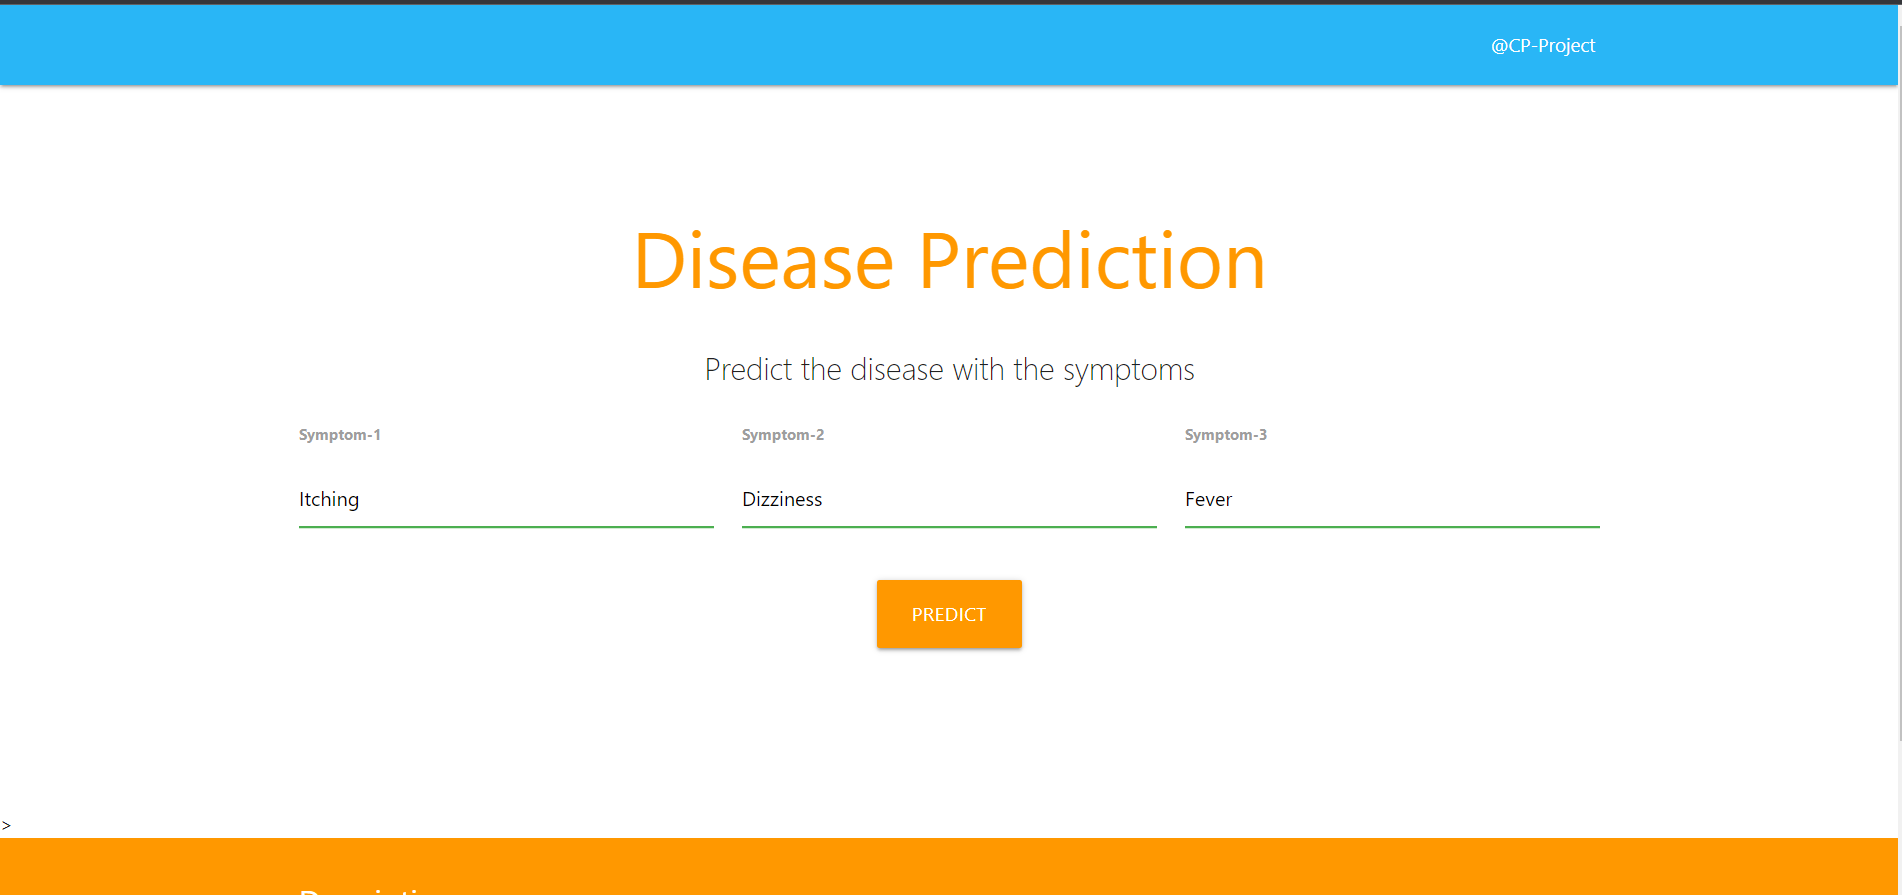 @CP-Project
Disease Prediction
Predict the disease with the symptoms
Symptom-1 Symptom-2 Symptom-3
Itching Dizziness Fever
PREDICT
>